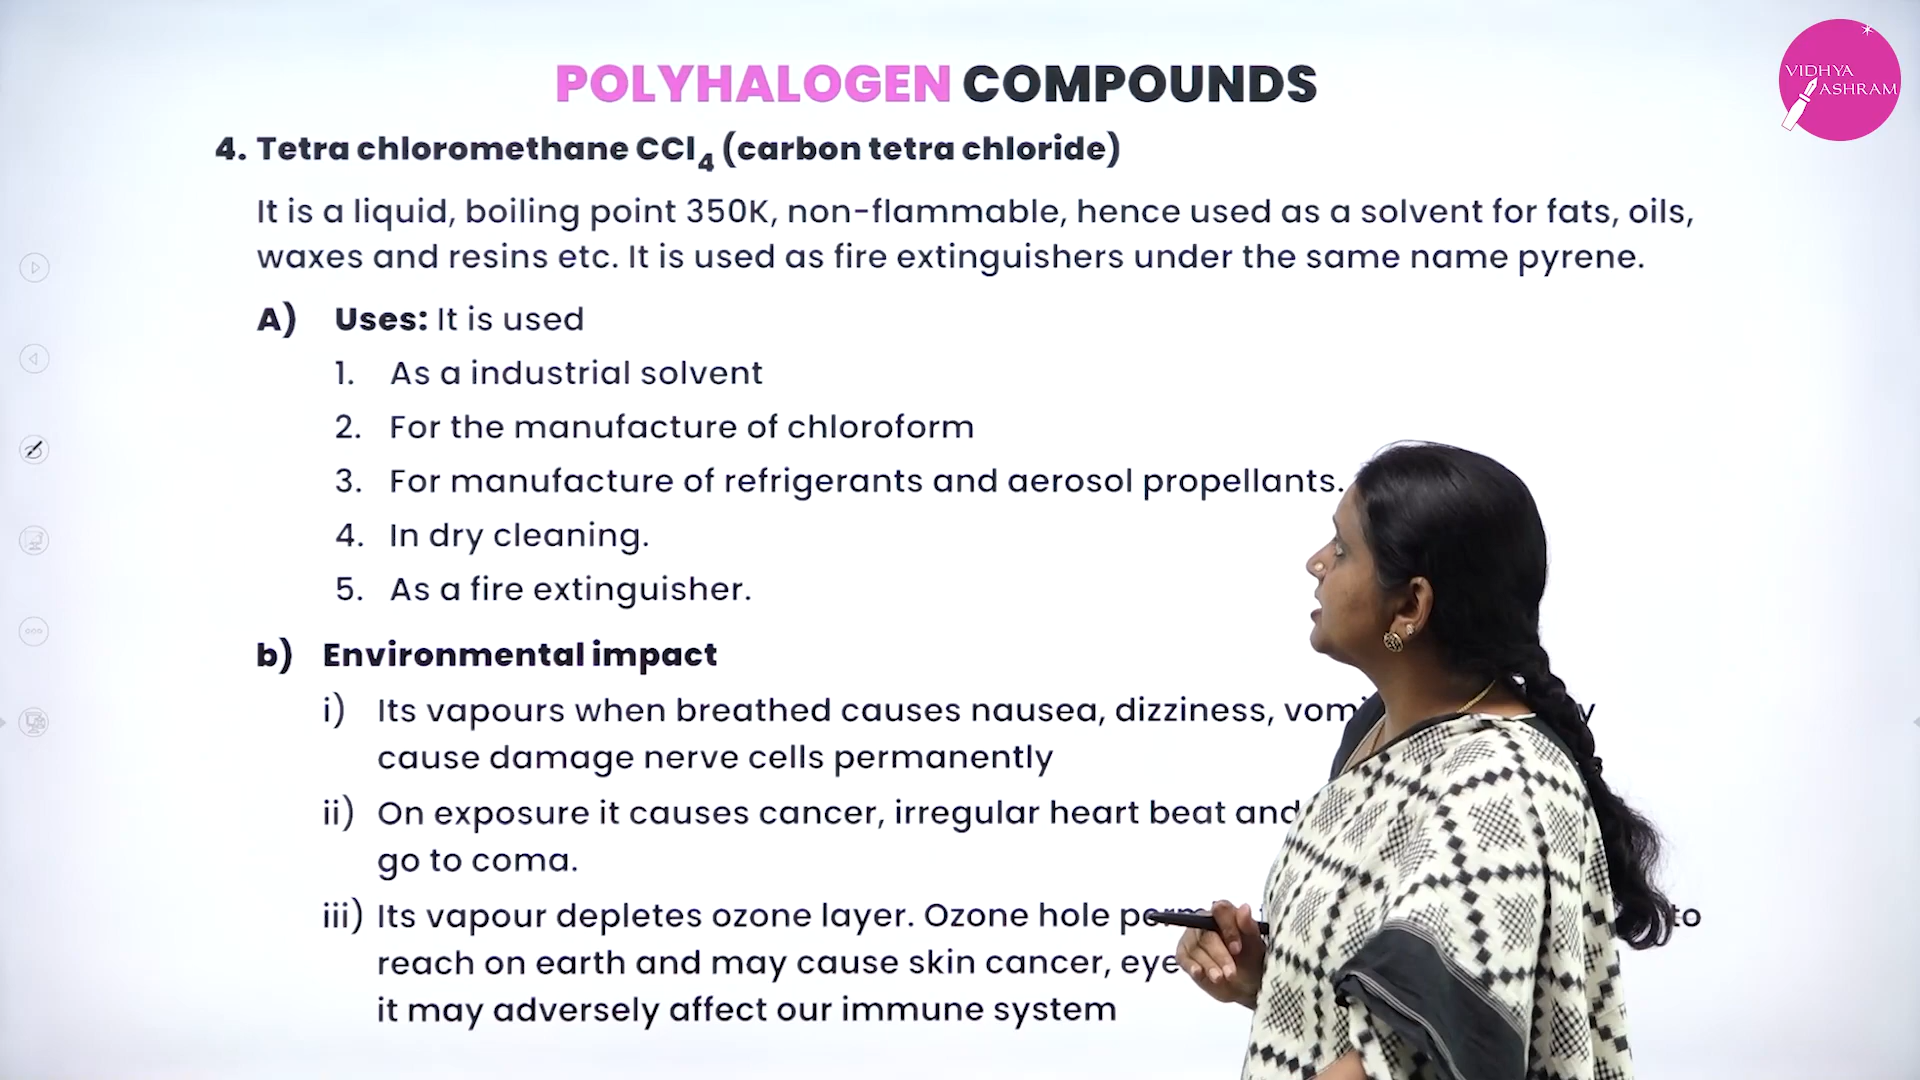 VIDHYA
ASHRAM
POLYHALOGEN COMPOUNDS
4. Tetra chloromethane CCl₄ (carbon tetra chloride)
It is a liquid, boiling point 350K, non-flammable, hence used as a solvent for fats, oils,
waxes and resins etc. It is used as fire extinguishers under the same name pyrene.
A) Uses: It is used
1. As a industrial solvent
2. For the manufacture of chloroform
3. For manufacture of refrigerants and aerosol propellants.
4. In dry cleaning.
5. As a fire extinguisher.
b) Environmental impact
i) Its vapours when breathed causes nausea, dizziness,
cause damage nerve cells permanently
ii) On exposure it causes cancer, irregular heart beat and
go to coma.
iii) Its vapour depletes ozone layer. Ozone hole to
reach on earth and may cause skin cancer, eye
it may adversely affect our immune system